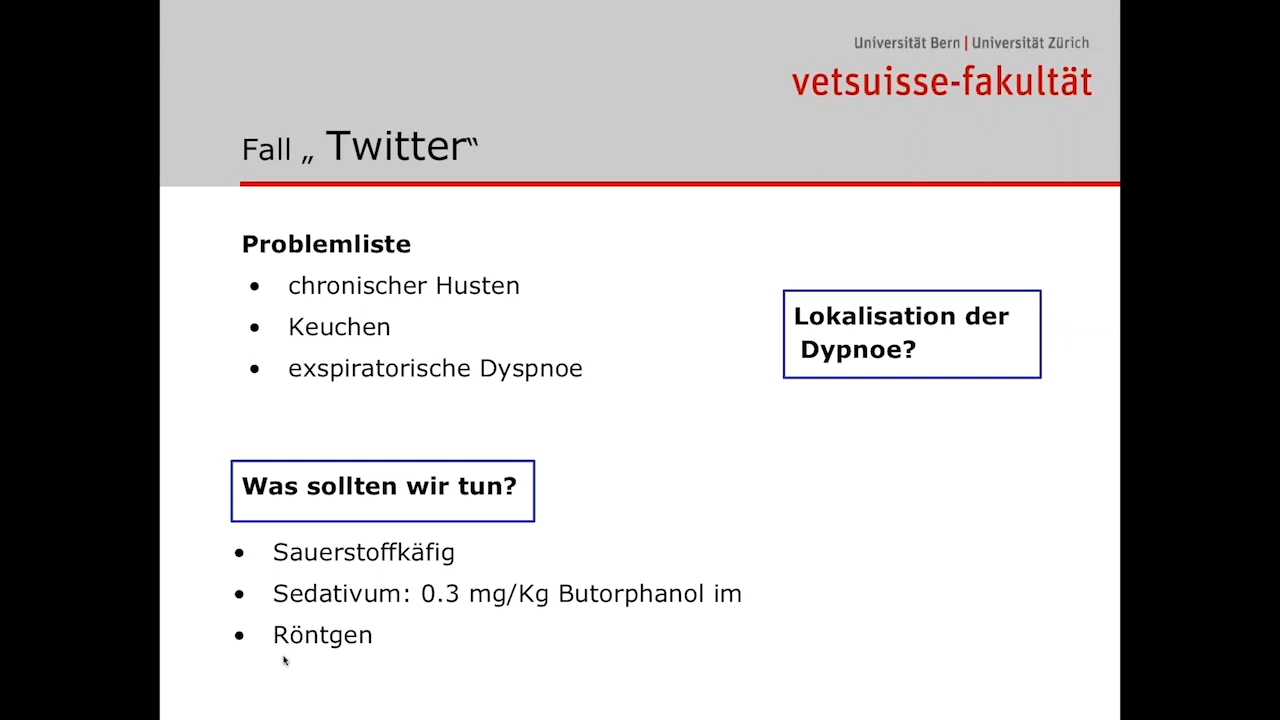 Universität Bern | Universität Zürich
vetsuisse-fakultät
Fall „ Twitter“
Problemliste
• chronischer Husten
• Keuchen
• exspiratorische Dyspnoe
Lokalisation der
Dypnoe?
Was sollten wir tun?
• Sauerstoffkäfig
• Sedativum: 0.3 mg/Kg Butorphanol im
• Röntgen